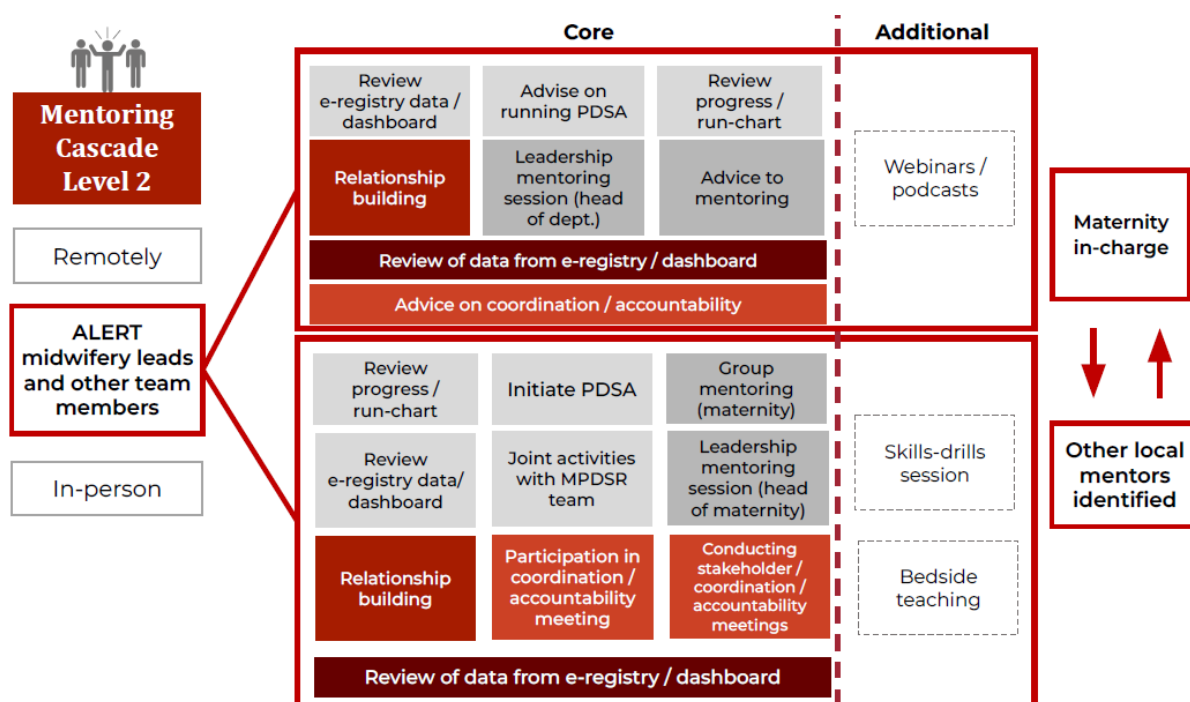 Core
Additional
Mentoring
Cascade
Level 2
Remotely
ALERT
midwifery leads
and other team
members
In-person
Review
e-registry data /
dashboard
Advise on
running PDSA
Review
progress /
run-chart
Relationship
building
Leadership
mentoring
session (head
of dept.)
Advice to
mentoring
Review of data from e-registry / dashboard
Advice on coordination / accountability
Webinars /
podcasts
Review
progress /
run-chart
Initiate PDSA
Group
mentoring
(maternity)
Review
e-registry data/
dashboard
Joint activities
with MPDSR
team
Leadership
mentoring
session (head
of maternity)
Relationship
building
Participation in
coordination /
accountability
meeting
Conducting
stakeholder /
coordination /
accountability
meetings
Review of data from e-registry / dashboard
Skills-drills
session
Bedside
teaching
Maternity
in-charge
Other local
mentors
identified